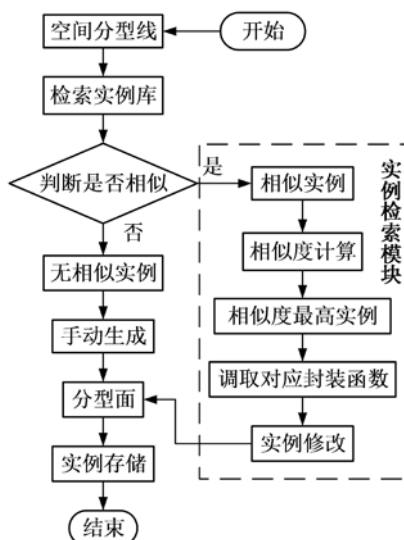 开始
空间分型线
检索实例库
判断是否相似
是
否
无相似实例
手动生成
分型面
实例存储
结束
实例检索模块
相似实例
相似度计算
相似度最高实例
调取对应封装函数
实例修改